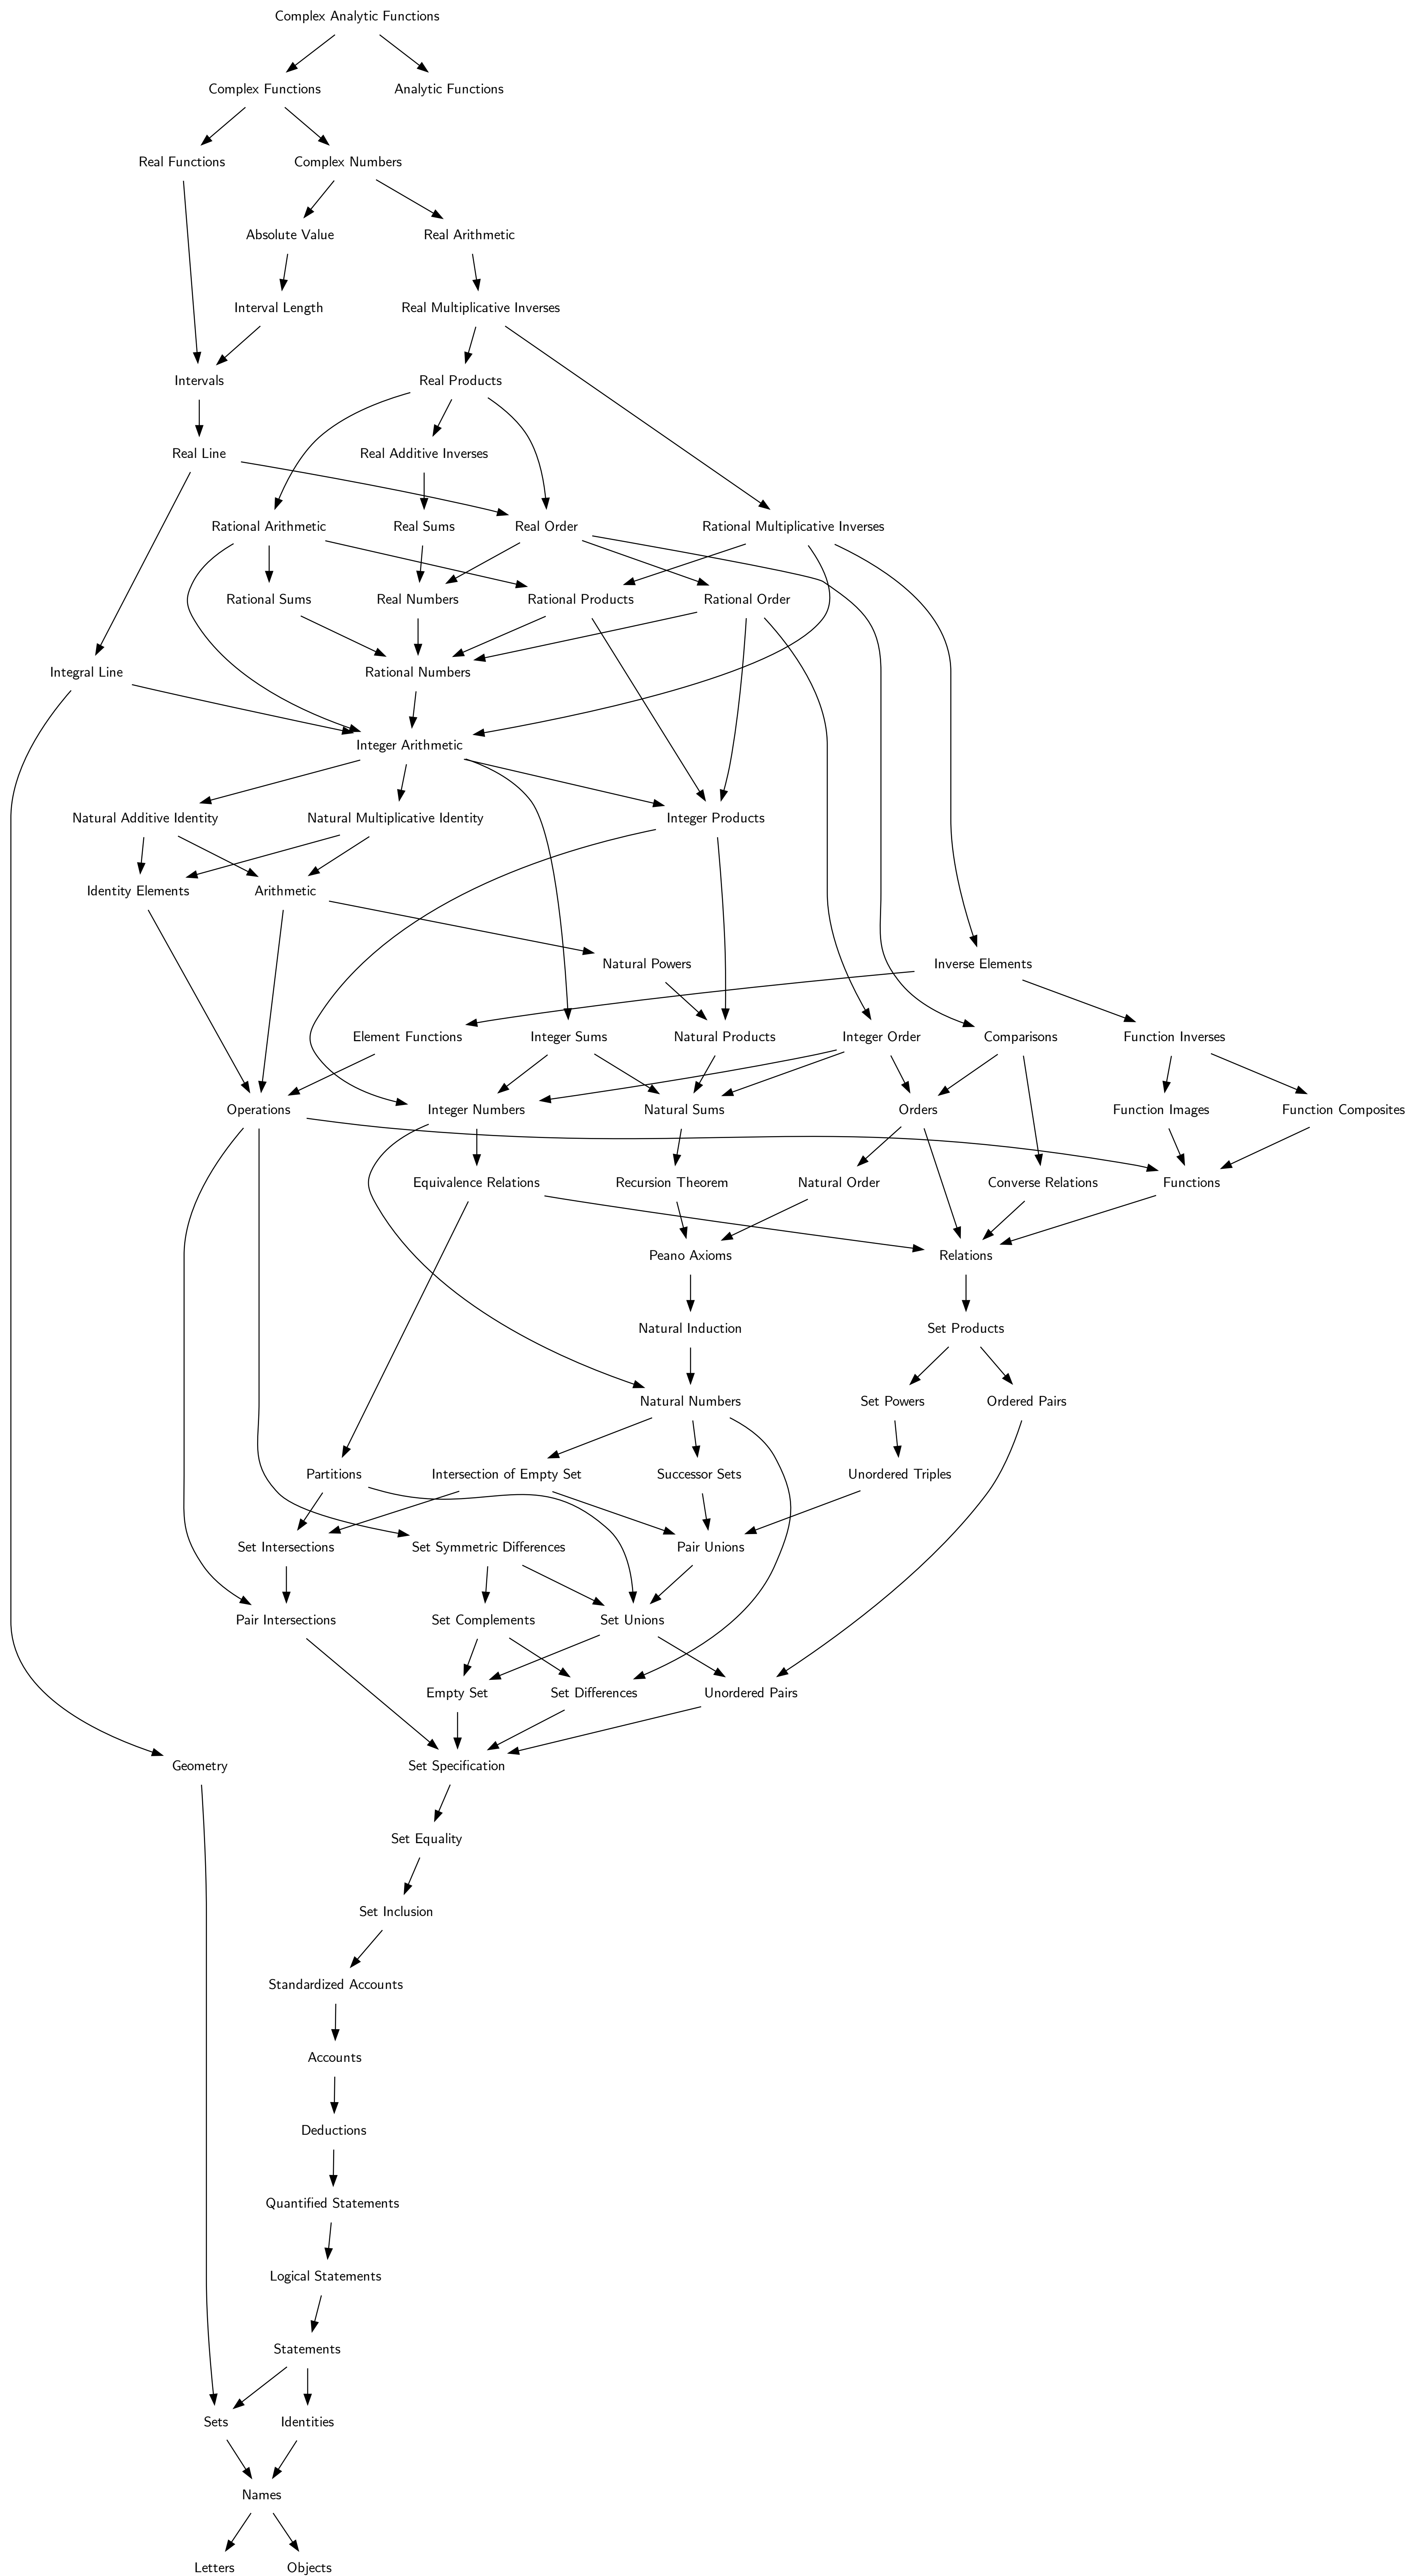 Complex Analytic Functions
Complex Functions
Analytic Functions
Real Functions
Complex Numbers
Absolute Value
Real Arithmetic
Interval Length
Real Multiplicative Inverses
Intervals
Real Products
Real Line
Real Additive Inverses
Rational Arithmetic
Real Sums
Real Order
Rational Multiplicative Inverses
Rational Sums
Real Numbers
Rational Products
Rational Order
Integral Line
Rational Numbers
Integer Arithmetic
Natural Additive Identity
Natural Multiplicative Identity
Integer Products
Identity Elements
Arithmetic
Natural Powers
Inverse Elements
Element Functions
Integer Sums
Natural Products
Integer Order
Comparisons
Function Inverses
Operations
Integer Numbers
Natural Sums
Orders
Function Images
Function Composites
Equivalence Relations
Recursion Theorem
Natural Order
Converse Relations
Functions
Peano Axioms
Relations
Natural Induction
Set Products
Natural Numbers
Set Powers
Ordered Pairs
Partitions
Intersection of Empty Set
Successor Sets
Unordered Triples
Set Intersections
Set Symmetric Differences
Pair Unions
Pair Intersections
Set Complements
Set Unions
Empty Set
Set Differences
Unordered Pairs
Geometry
Set Specification
Set Equality
Set Inclusion
Standardized Accounts
Accounts
Deductions
Quantified Statements
Logical Statements
Statements
Sets
Identities
Names
Letters
Objects